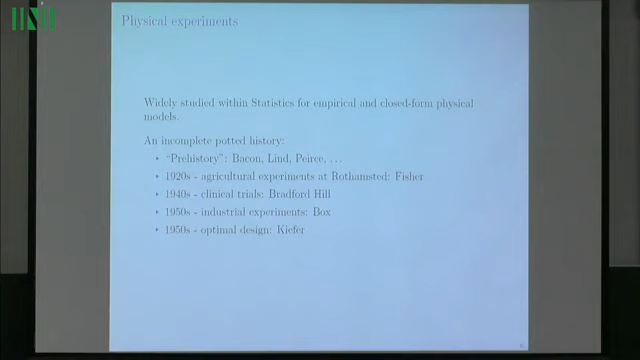 Physical experiments
Widely studied within Statistics for empirical and closed-form physical
models.
An incomplete potted history:
"Prehistory": Bacon, Lind, Peirce, ...
1920s - agricultural experiments at Rothamsted: Fisher
1940s - clinical trials: Bradford Hill
1950s - industrial experiments: Box
1950s - optimal design: Kiefer